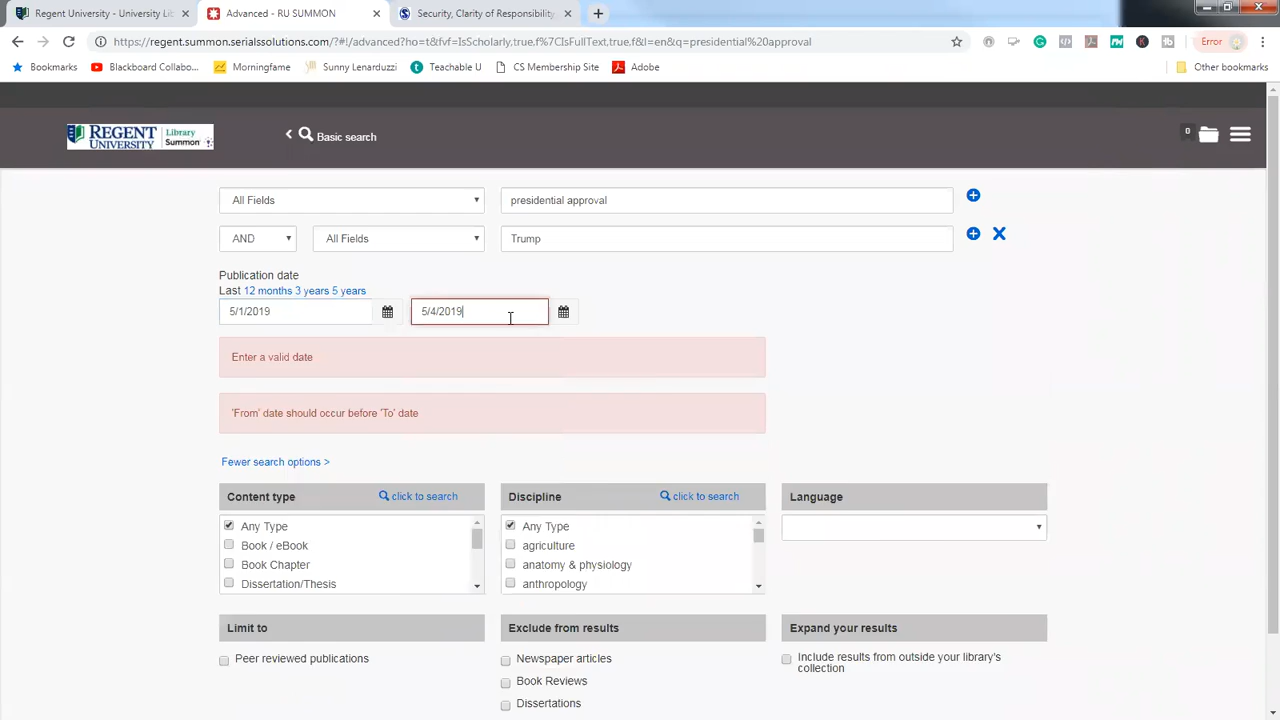 Regent University - University Lib
Advanced - RU SUMMON
Security, Clarity of Respons
https://regent.summon.serialssolutions.com/?#!/advanced?ho=t&fvf=IsScholarly,true,f%7CIsFullText,true,f&l=en&q=presidential%20approval
Error
Bookmarks
Blackboard Collabo...
Morningfame
Sunny Lenarduzzi
Teachable U
CS Membership Site
Adobe
Other bookmarks
REGENT UNIVERSITY Library Summon
Basic search
0
All Fields
presidential approval
AND
All Fields
Trump
Publication date
Last 12 months 3 years 5 years
5/1/2019
5/4/2019
Enter a valid date
'From' date should occur before 'To' date
Fewer search options >
Content type
click to search
Discipline
click to search
Language
Any Type
Book / eBook
Book Chapter
Dissertation/Thesis
Any Type
agriculture
anatomy & physiology
anthropology
Limit to
Exclude from results
Expand your results
Peer reviewed publications
Newspaper articles
Book Reviews
Dissertations
Include results from outside your library's
collection